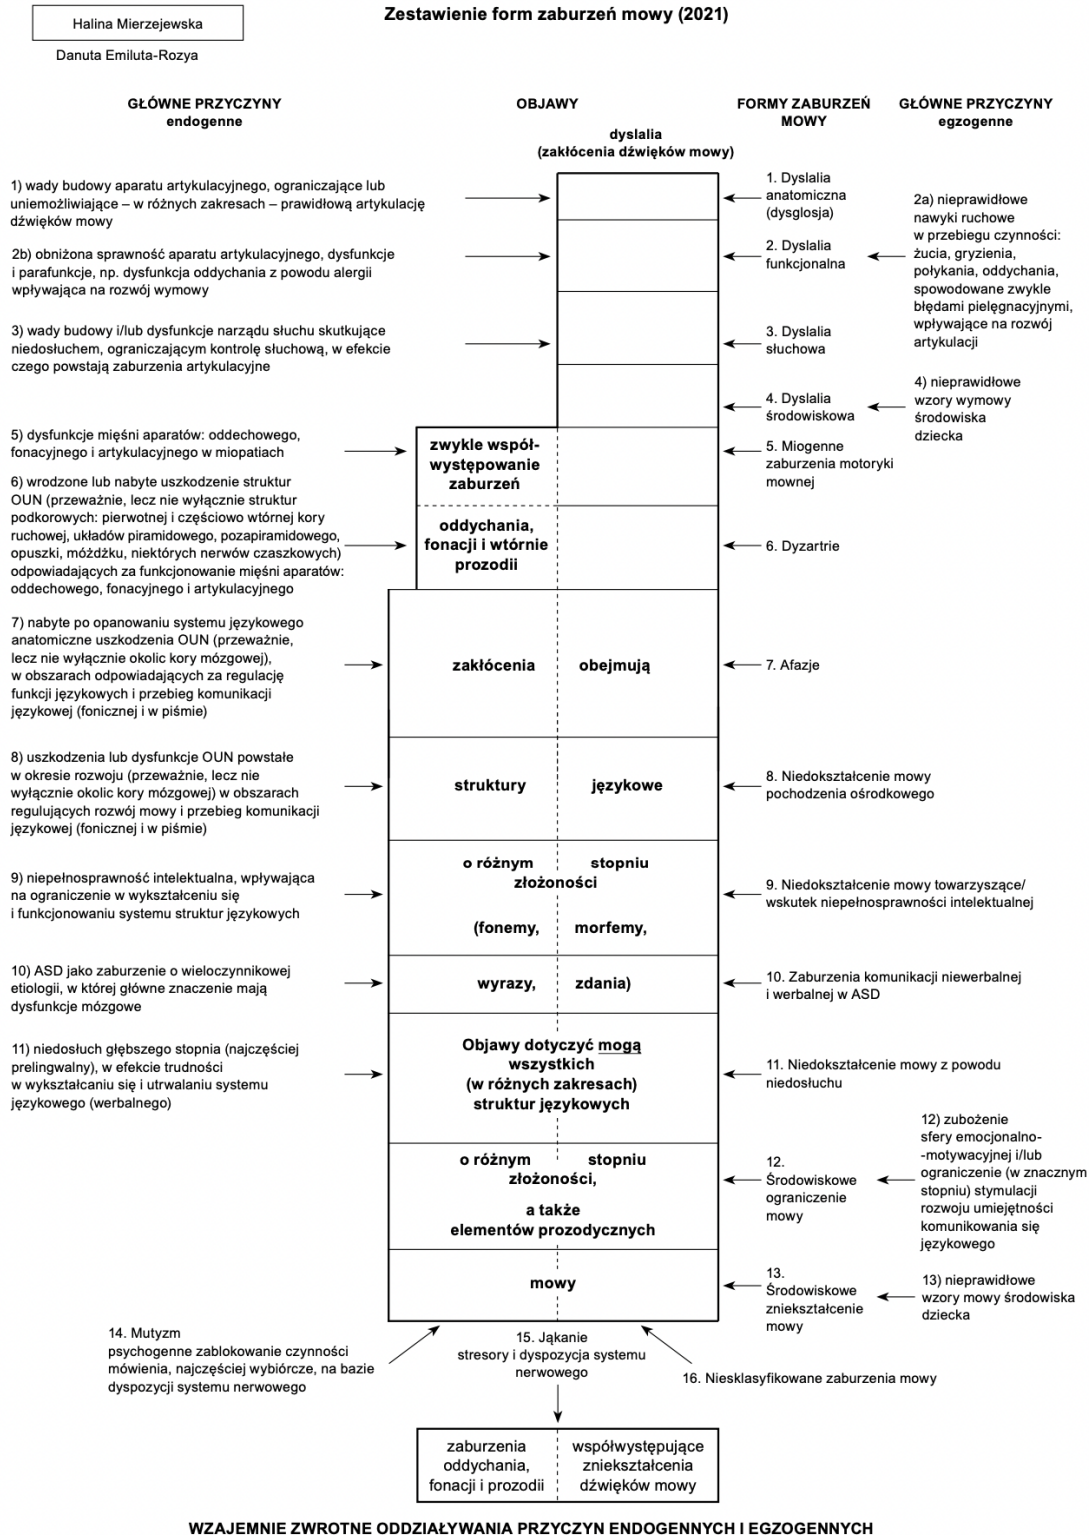 Halina Mierzejewska
Danuta Emiluta-Rozya
Zestawienie form zaburzeń mowy (2021)
GŁÓWNE PRZYCZYNY
endogenne
OBJAWY
FORMY ZABURZEŃ
MOWY
GŁÓWNE PRZYCZYNY
egzogenne
dyslalia
(zakłócenia dźwięków mowy)
1) wady budowy aparatu artykulacyjnego, ograniczające lub
uniemożliwiające – w różnych zakresach – prawidłową artykulację
dźwięków mowy
1. Dyslalia
anatomiczna
(dysglosja)
2b) obniżona sprawność aparatu artykulacyjnego, dysfunkcje
i parafunkcje, np. dysfunkcja oddychania z powodu alergii
wpływająca na rozwój wymowy
2. Dyslalia
funkcjonalna
2a) nieprawidłowe
nawyki ruchowe
w przebiegu czynności:
żucia, gryzienia,
połykania, oddychania,
spowodowane zwykle
błędami pielęgnacyjnymi,
wpływające na rozwój
artykulacji
3) wady budowy i/lub dysfunkcje narządu słuchu skutkujące
niedosłuchem, ograniczającym kontrolę słuchową, w efekcie
czego powstają zaburzenia artykulacyjne
3. Dyslalia
słuchowa
4. Dyslalia
środowiskowa
4) nieprawidłowe
wzory wymowy
środowiska
dziecka
5) dysfunkcje mięśni aparatów: oddechowego,
fonacyjnego i artykulacyjnego w miopatiach
zwykle współ-
występowanie
zaburzeń
5. Miogenne
zaburzenia motoryki
mownej
6) wrodzone lub nabyte uszkodzenie struktur
OUN (przeważnie, lecz nie wyłącznie struktur
podkorowych: pierwotnej i częściowo wtórnej kory
ruchowej, układów piramidowego, pozapiramidowego,
opuszki, móżdżku, niektórych nerwów czaszkowych)
odpowiadających za funkcjonowanie mięśni aparatów:
oddechowego, fonacyjnego i artykulacyjnego
oddychania,
fonacji i wtórnie
prozodii
6. Dyzartrie
7) nabyte po opanowaniu systemu językowego
anatomiczne uszkodzenia OUN (przeważnie,
lecz nie wyłącznie okolic kory mózgowej),
w obszarach odpowiadających za regulację
funkcji językowych i przebieg komunikacji
językowej (fonicznej i w piśmie)
zakłócenia obejmują
7. Afazje
8) uszkodzenia lub dysfunkcje OUN powstałe
w okresie rozwoju (przeważnie, lecz nie
wyłącznie okolic kory mózgowej) w obszarach
regulujących rozwój mowy i przebieg komunikacji
językowej (fonicznej i w piśmie)
struktury językowe
8. Niedokształcenie mowy
pochodzenia ośrodkowego
9) niepełnosprawność intelektualna, wpływająca
na ograniczenie w wykształceniu się
i funkcjonowaniu systemu struktur językowych
o różnym stopniu
złożoności
(fonemy, morfemy,
9. Niedokształcenie mowy towarzyszące/
wskutek niepełnosprawności intelektualnej
10) ASD jako zaburzenie o wieloczynnikowej
etiologii, w której główne znaczenie mają
dysfunkcje mózgowe
wyrazy, zdania)
10. Zaburzenia komunikacji niewerbalnej
i werbalnej w ASD
11) niedosłuch głębszego stopnia (najczęściej
prelingwalny), w efekcie trudności
w wykształcaniu się i utrwalaniu systemu
językowego (werbalnego)
Objawy dotyczyć mogą
wszystkich
(w różnych zakresach)
struktur językowych
11. Niedokształcenie mowy z powodu
niedosłuchu
o różnym stopniu
złożoności,
a także
elementów prozodycznych
12.
Środowiskowe
ograniczenie
mowy
12) zubożenie
sfery emocjonalno-
-motywacyjnej i/lub
ograniczenie (w znacznym
stopniu) stymulacji
rozwoju umiejętności
komunikowania się
językowego
mowy
13.
Środowiskowe
zniekształcenie
mowy
13) nieprawidłowe
wzory mowy środowiska
dziecka
14. Mutyzm
psychogenne zablokowanie czynności
mówienia, najczęściej wybiórcze, na bazie
dyspozycji systemu nerwowego
15. Jąkanie
stresory i dyspozycja systemu
nerwowego
16. Niesklasyfikowane zaburzenia mowy
zaburzenia
oddychania,
fonacji i prozodii
współwystępujące
zniekształcenia
dźwięków mowy
WZAJEMNIE ZWROTNE ODDZIAŁYWANIA PRZYCZYN ENDOGENNYCH I EGZOGENNYCH